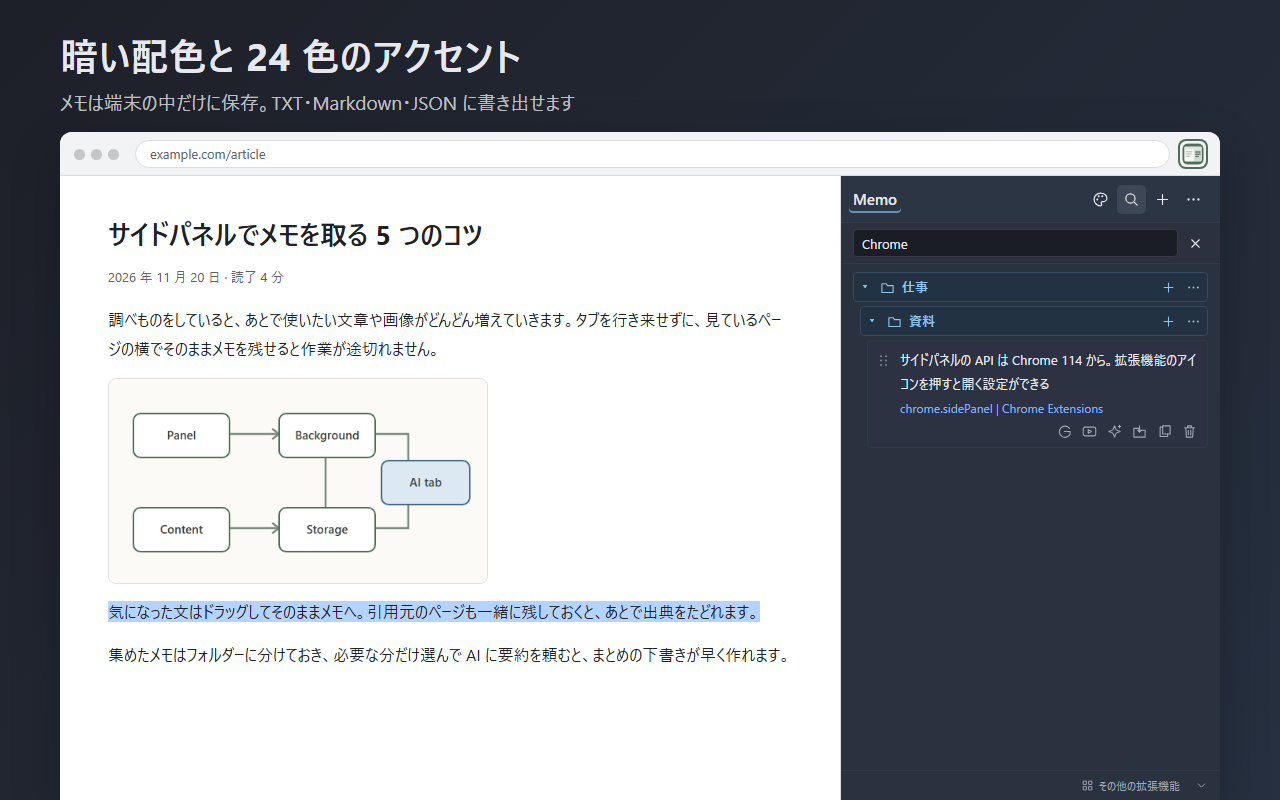 暗い配色と 24 色のアクセント
メモは端末の中だけに保存。TXT・Markdown・JSON に書き出せます
example.com/article
サイドパネルでメモを取る 5 つのコツ
2026 年 11 月 20 日 · 読了 4 分
調べものをしていると、あとで使いたい文章や画像がどんどん増えていきます。タブを行き来せずに、見ているペー
ジの横でそのままメモを残せると作業が途切れません。
Panel
Background
AI tab
Content
Storage
気になった文はドラッグしてそのままメモへ。引用元のページも一緒に残しておくと、あとで出典をたどれます。
集めたメモはフォルダーに分けておき、必要な分だけ選んで AI に要約を頼むと、まとめの下書きが早く作れます。
Memo
Chrome
仕事
資料
サイドパネルの API は Chrome 114 から。拡張機能のアイ
コンを押すと開く設定ができる
chrome.sidePanel | Chrome Extensions
その他の拡張機能